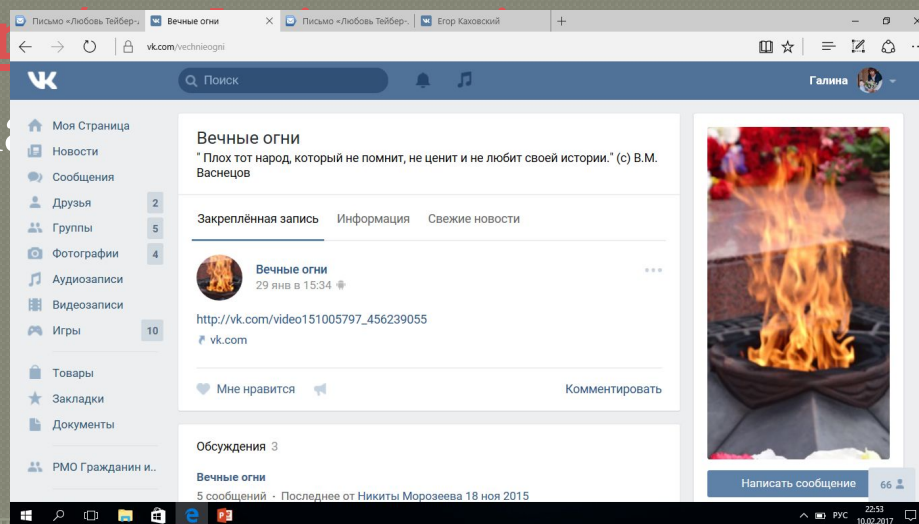 Письмо «Любовь Тейбер-.
Вечные огни
Письмо «Любовь Тейбер-.
Егор Каховский
vk.com/vechnieogni
Поиск
Галина
Моя Страница
Новости
Сообщения
Друзья 2
Группы 5
Фотографии 4
Аудиозаписи
Видеозаписи
Игры 10
Товары
Закладки
Документы
РМО Гражданин и..
Вечные огни
" Плох тот народ, который не помнит, не ценит и не любит своей истории." (с) В.М.
Васнецов
Закреплённая запись Информация Свежие новости
Вечные огни
29 янв в 15:34
http://vk.com/video151005797_456239055
vk.com
Мне нравится
Комментировать
Обсуждения 3
Вечные огни
5 сообщений · Последнее от Никиты Морозеева 18 ноя 2015
Написать сообщение
66
РУС
22:53
10.02.2017